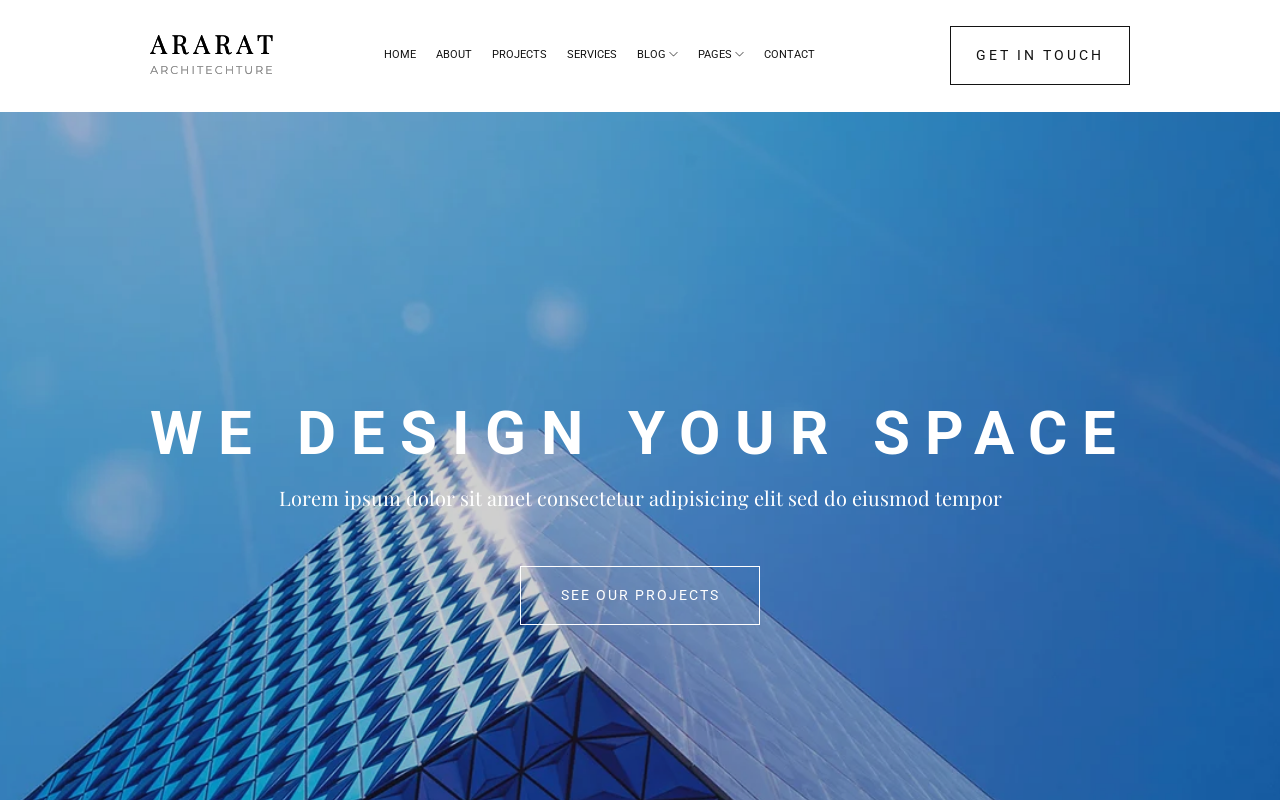 ARARAT
ARCHITECHTURE
HOME ABOUT PROJECTS SERVICES BLOG PAGES CONTACT
GET IN TOUCH
WE DESIGN YOUR SPACE
Lorem ipsum dolor sit amet consectetur adipisicing elit sed do eiusmod tempor
SEE OUR PROJECTS